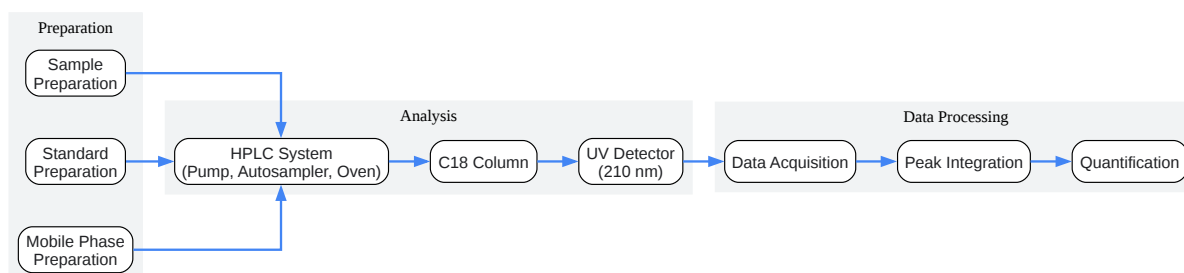 Preparation
Sample
Preparation
Standard
Preparation
Mobile Phase
Preparation
Analysis
HPLC System
(Pump, Autosampler, Oven)
C18 Column
UV Detector
(210 nm)
Data Processing
Data Acquisition
Peak Integration
Quantification